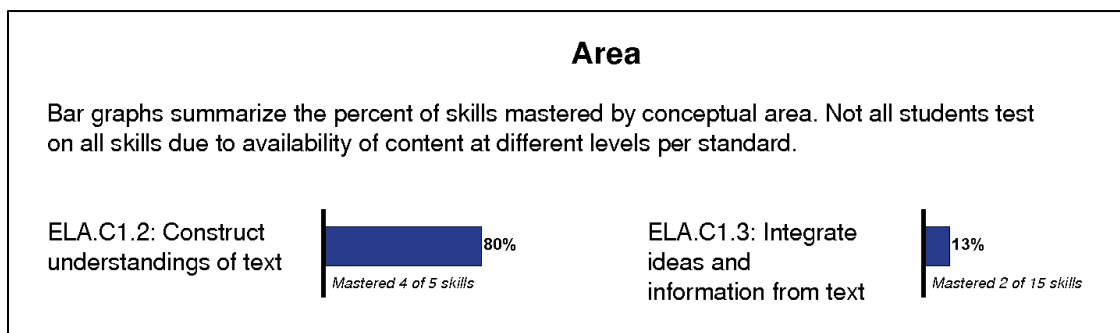 Area
Bar graphs summarize the percent of skills mastered by conceptual area. Not all students test
on all skills due to availability of content at different levels per standard.
ELA.C1.2: Construct
understandings of text
80%
Mastered 4 of 5 skills
ELA.C1.3: Integrate
ideas and
information from text
13%
Mastered 2 of 15 skills